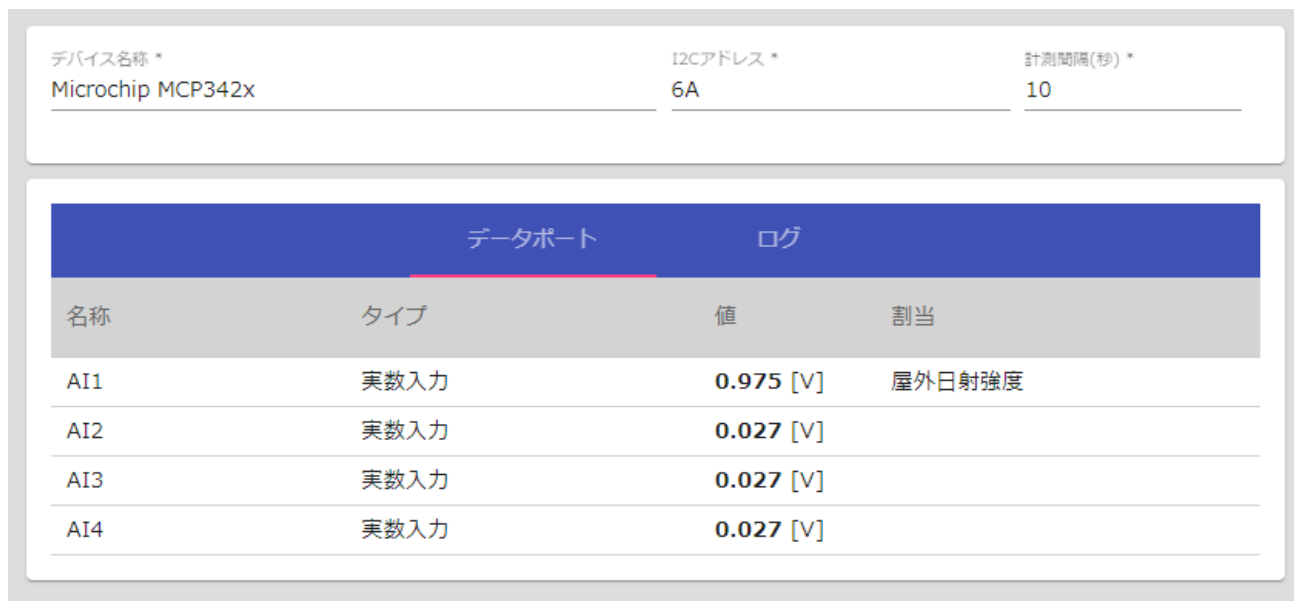 デバイス名称 * I2Cアドレス * 計測間隔(秒) *
Microchip MCP342x 6A 10
データポート ログ
名称 タイプ 値 割当
AI1 実数入力 0.975 [V] 屋外日射強度
AI2 実数入力 0.027 [V]
AI3 実数入力 0.027 [V]
AI4 実数入力 0.027 [V]